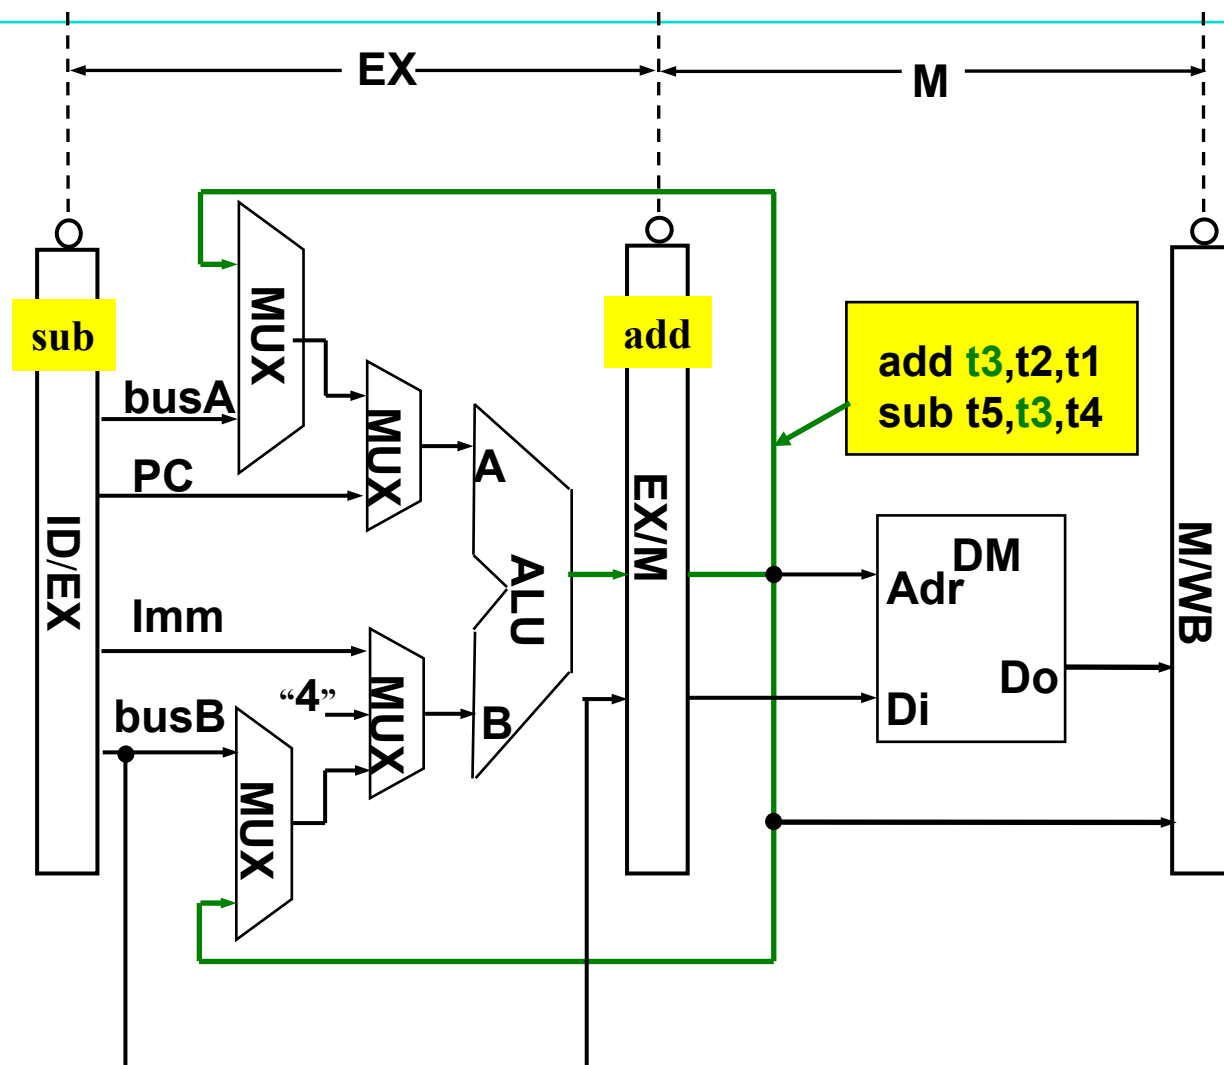 EX
M
sub
add
MUX
busA
add t3,t2,t1
sub t5,t3,t4
MUX
A
PC
ID/EX
EX/M
ALU
DM
Adr
M/WB
Imm
MUX
“4”
busB
B
Do
Di
MUX